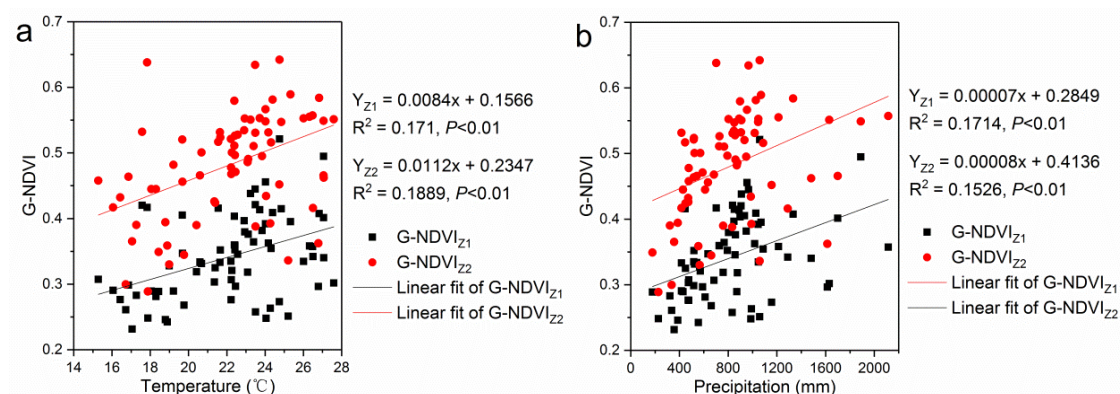 a
G-NDVI
0.7
0.6
0.5
0.4
0.3
0.2
14 16 18 20 22 24 26 28
Temperature (℃)
Y_Z1 = 0.0084x + 0.1566
R² = 0.171, P<0.01
Y_Z2 = 0.0112x + 0.2347
R² = 0.1889, P<0.01
G-NDVI_Z1
G-NDVI_Z2
Linear fit of G-NDVI_Z1
Linear fit of G-NDVI_Z2
b
G-NDVI
0.7
0.6
0.5
0.4
0.3
0.2
0 400 800 1200 1600 2000
Precipitation (mm)
Y_Z1 = 0.00007x + 0.2849
R² = 0.1714, P<0.01
Y_Z2 = 0.00008x + 0.4136
R² = 0.1526, P<0.01
G-NDVI_Z1
G-NDVI_Z2
Linear fit of G-NDVI_Z1
Linear fit of G-NDVI_Z2